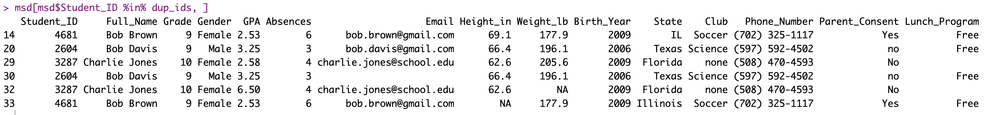 > msd[msd$Student_ID %in% dup_ids, ]
Student_ID Full_Name Grade Gender GPA Absences Email Height_in Weight_lb Birth_Year State Club Phone_Number Parent_Consent Lunch_Program
14 4681 Bob Brown 9 Female 2.53 6 bob.brown@gmail.com 69.1 177.9 2009 IL Soccer (702) 325-1117 Yes Free
20 2604 Bob Davis 9 Male 3.25 3 bob.davis@gmail.com 66.4 196.1 2006 Texas Science (597) 592-4502 no Free
29 3287 Charlie Jones 10 Female 2.58 4 charlie.jones@school.edu 62.6 205.6 2009 Florida none (508) 470-4593 No
30 2604 Bob Davis 9 Male 3.25 3 66.4 196.1 2006 Texas Science (597) 592-4502 no Free
32 3287 Charlie Jones 10 Female 6.50 4 charlie.jones@school.edu 62.6 NA 2009 Florida none (508) 470-4593 No
33 4681 Bob Brown 9 Female 2.53 6 bob.brown@gmail.com NA 177.9 2009 Illinois Soccer (702) 325-1117 Yes Free